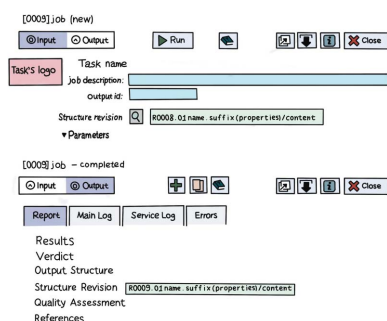 [0009] job (new)
Input Output Run Close
Task's logo
Task name
job description:
output id:
Structure revision R0008.01 name.suffix(properties)/content
▾ Parameters
[0009] job - completed
Input Output Close
Report Main Log Service Log Errors
Results
Verdict
Output Structure
Structure Revision R0009.01 name.suffix(properties)/content
Quality Assessment
References